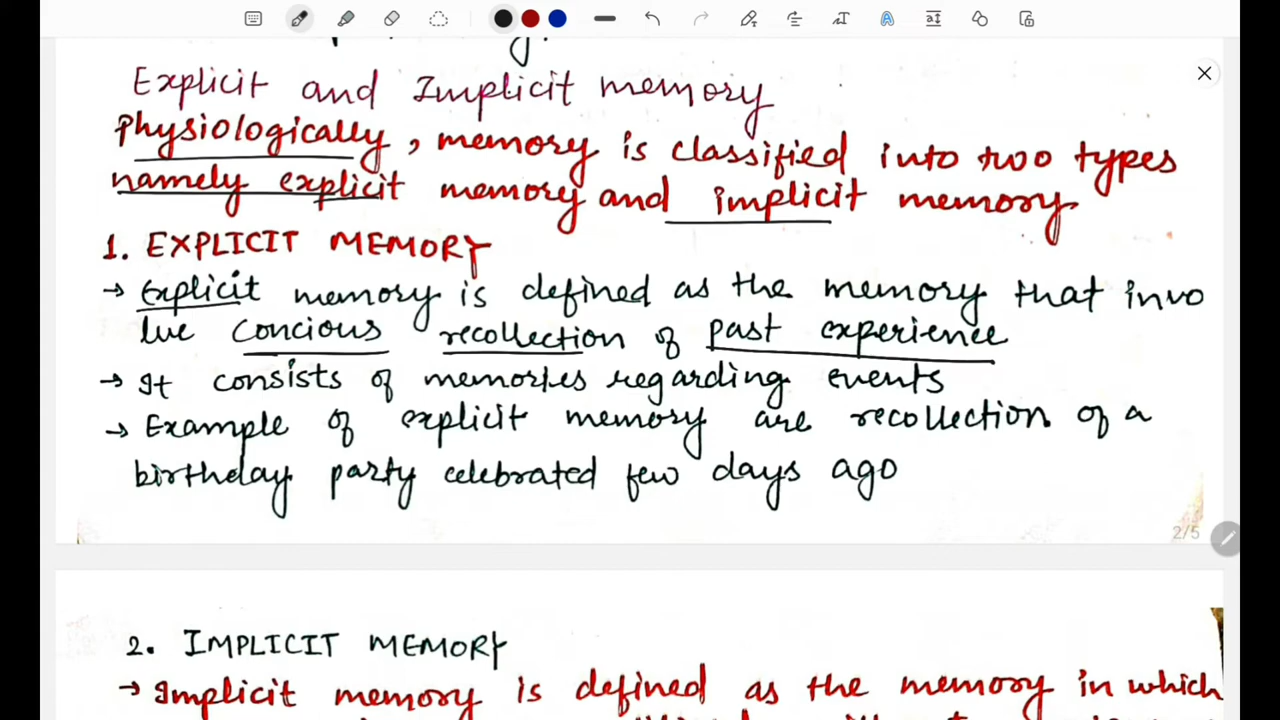 Explicit and Implicit memory
Physiologically, memory is classified into two types
namely explicit memory and implicit memory
1. EXPLICIT MEMORY
→ Explicit memory is defined as the memory that invo
lve concious recollection of past experience
→ It consists of memories regarding events
→ Example of explicit memory are recollection of a
birthday party celebrated few days ago
2/5
2. IMPLICIT MEMORY
→ Implicit memory is defined as the memory in which